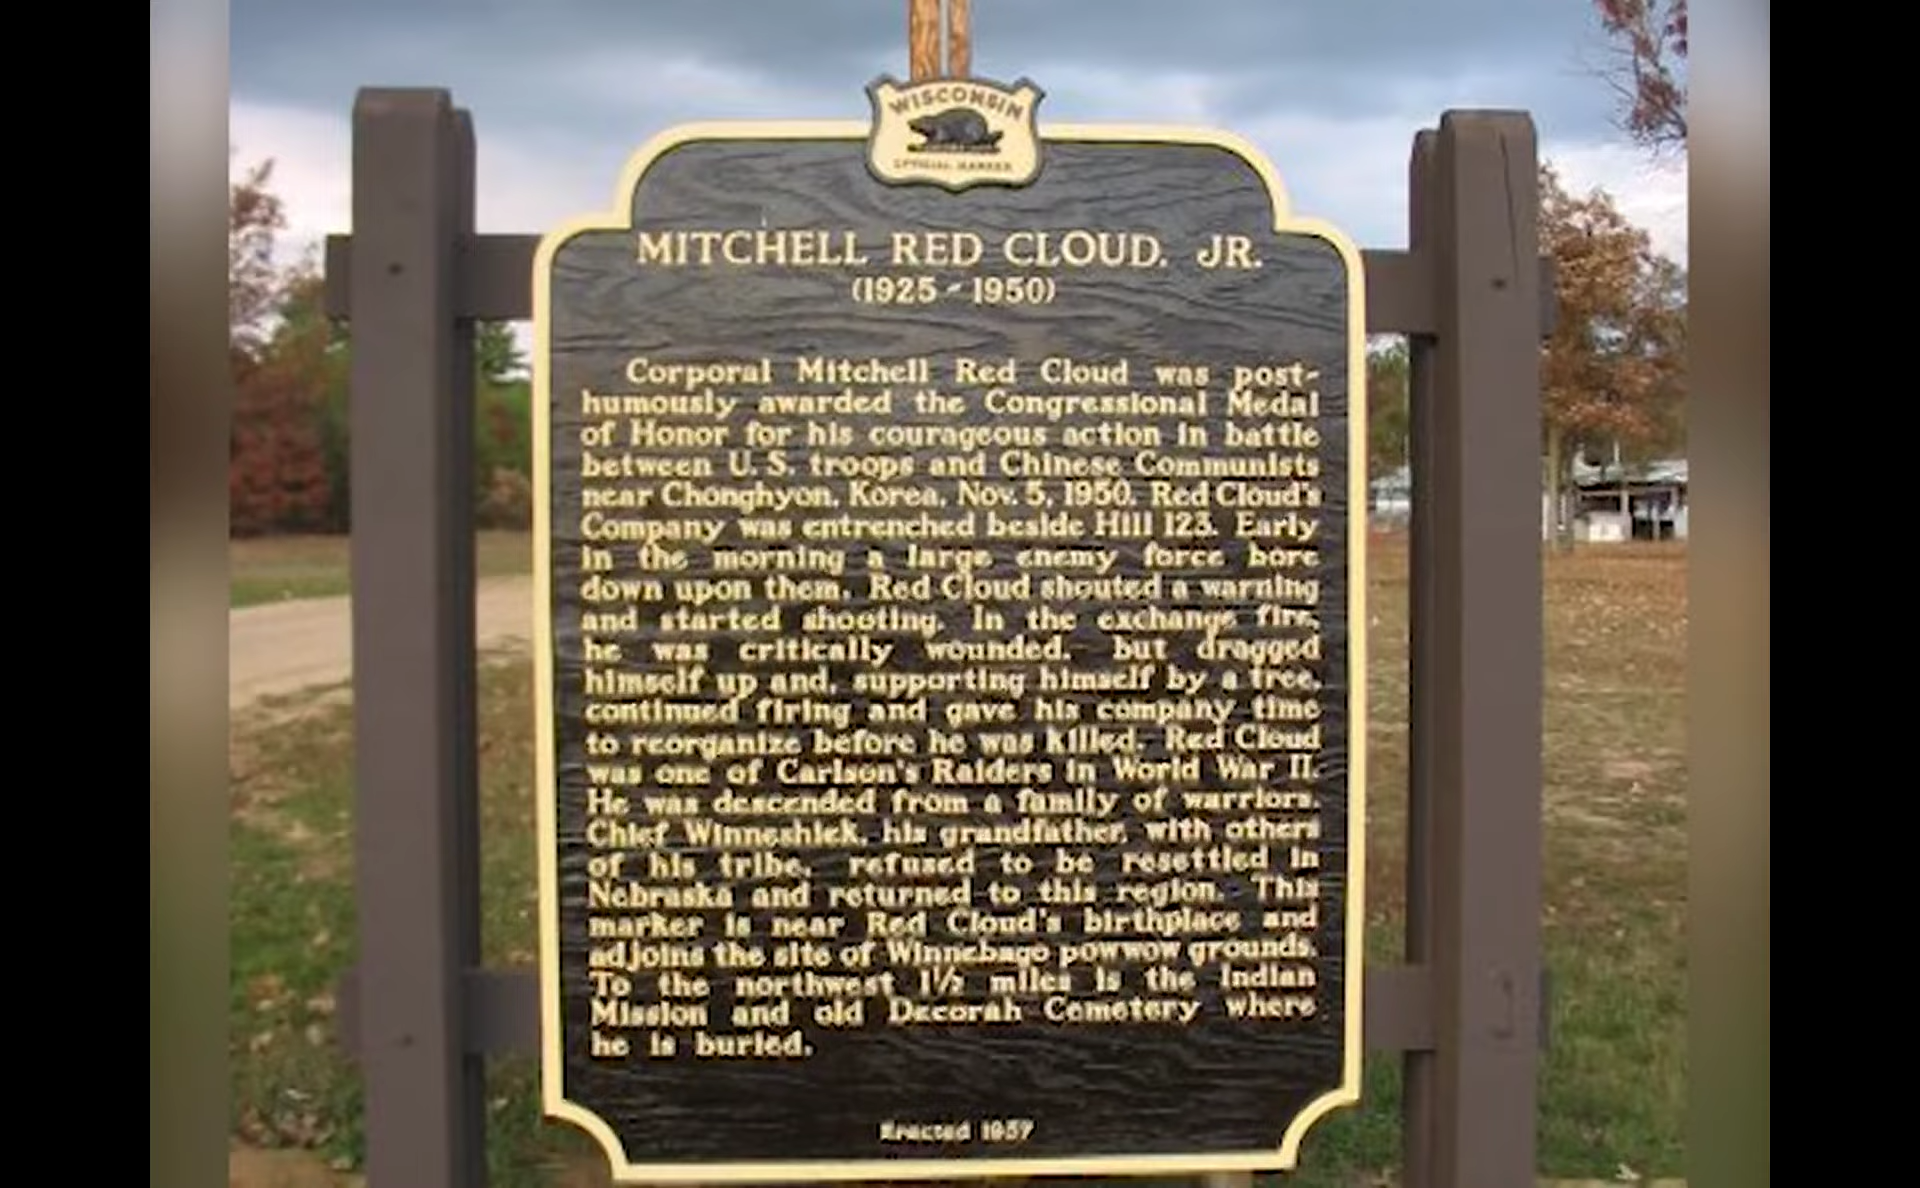 WISCONSIN
OFFICIAL MARKER
MITCHELL RED CLOUD, JR.
(1925 - 1950)
Corporal Mitchell Red Cloud was post-
humously awarded the Congressional Medal
of Honor for his courageous action in battle
between U. S. troops and Chinese Communists
near Chonghyon, Korea, Nov. 5, 1950. Red Cloud's
Company was entrenched beside Hill 123. Early
in the morning a large enemy force bore
down upon them. Red Cloud shouted a warning
and started shooting. In the exchange fire,
he was critically wounded, but dragged
himself up and, supporting himself by a tree,
continued firing and gave his company time
to reorganize before he was killed. Red Cloud
was one of Carlson's Raiders in World War II.
He was descended from a family of warriors.
Chief Winneshiek, his grandfather, with others
of his tribe, refused to be resettled in
Nebraska and returned to this region. This
marker is near Red Cloud's birthplace and
adjoins the site of Winnebago powwow grounds.
To the northwest 1½ miles is the Indian
Mission and old Decorah Cemetery where
he is buried.
Erected 1957